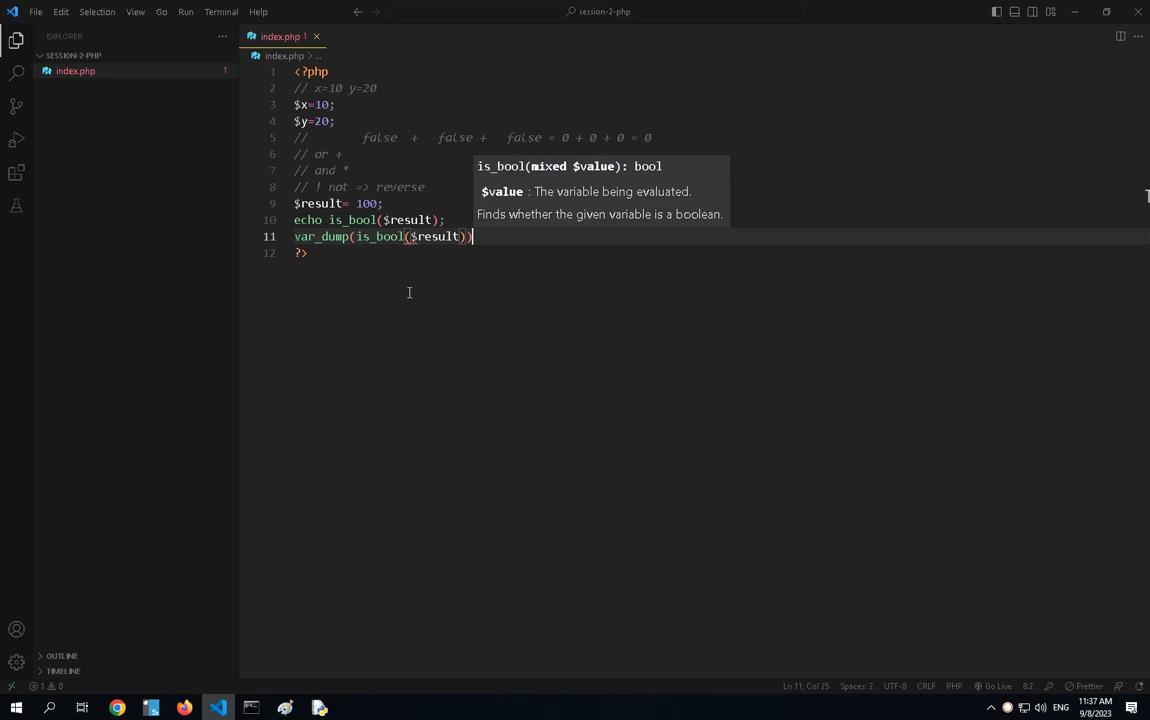 File Edit Selection View Go Run Terminal Help
session-2-php
EXPLORER ...
index.php 1
SESSION-2-PHP
index.php > ...
index.php 1
1 <?php
2 // x=10 y=20
3 $x=10;
4 $y=20;
5 // false + false + false = 0 + 0 + 0 = 0
6 // or +
7 // and *
8 // ! not => reverse
9 $result= 100;
10 echo is_bool($result);
11 var_dump(is_bool($result))
12 ?>
is_bool(mixed $value): bool
$value : The variable being evaluated.
Finds whether the given variable is a boolean.
OUTLINE
TIMELINE
1 0 Ln 11, Col 25 Spaces: 2 UTF-8 CRLF PHP Go Live 8.2 Prettier
ENG
11:37 AM
9/8/2023